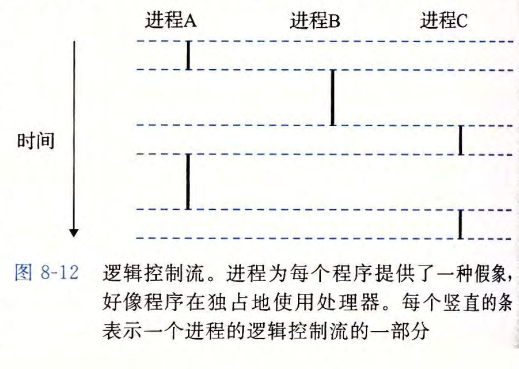 进程A 进程B 进程C
时间
图 8-12 逻辑控制流。进程为每个程序提供了一种假象,
好像程序在独占地使用处理器。每个竖直的条
表示一个进程的逻辑控制流的一部分